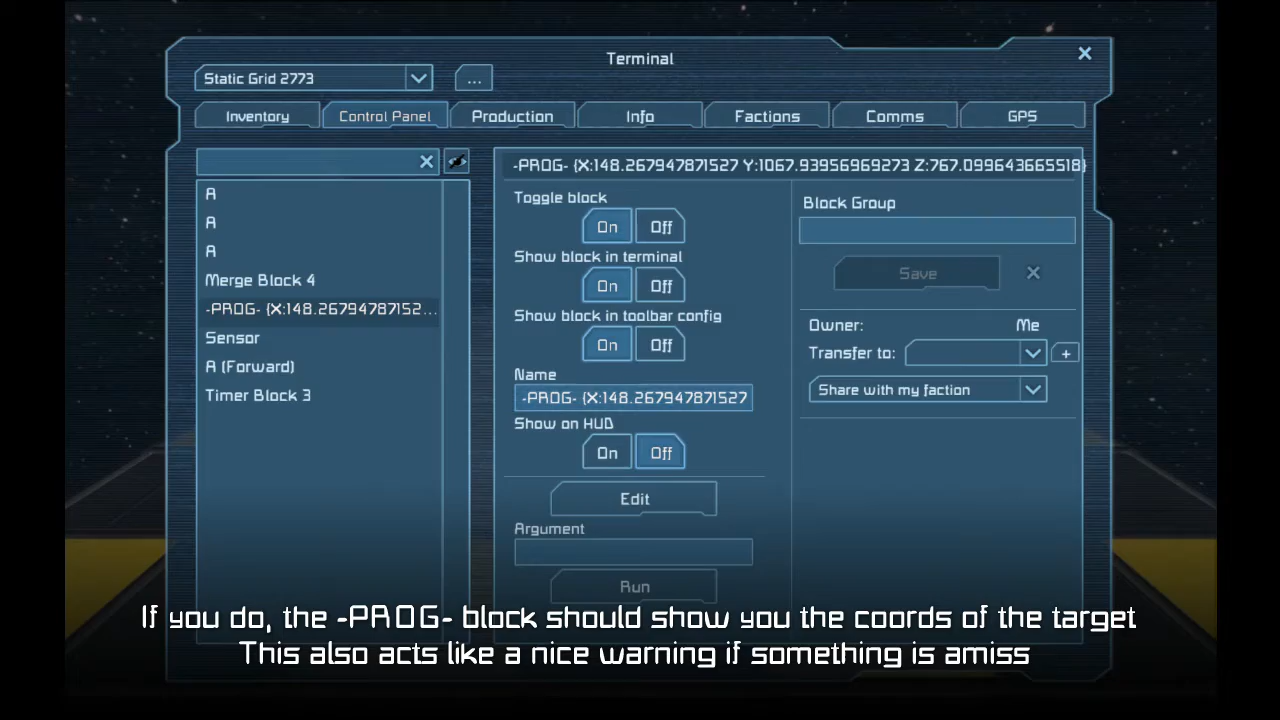 Terminal
Static Grid 2773
...
Inventory
Control Panel
Production
Info
Factions
Comms
GPS
A
A
A
Merge Block 4
-PROG- {X:148.26794787152...
Sensor
A (Forward)
Timer Block 3
-PROG- {X:148.267947871527 Y:1067.93956969273 Z:767.099643665518}
Toggle block
On Off
Show block in terminal
On Off
Show block in toolbar config
On Off
Name
-PROG- {X:148.267947871527
Show on HUD
On Off
Edit
Argument
Run
Block Group
Save
Owner: Me
Transfer to:
Share with my faction
If you do, the -PROG- block should show you the coords of the target
This also acts like a nice warning if something is amiss